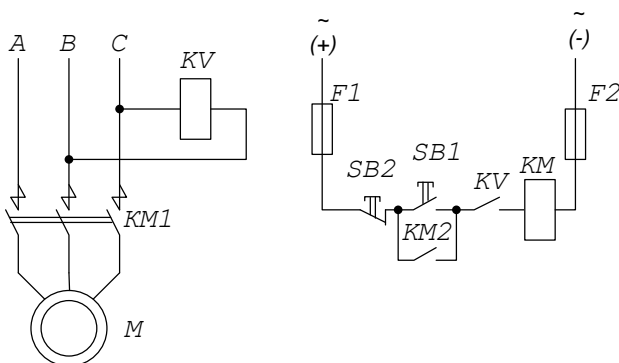 A B C
KV
KM1
M
~ ~
(+) (-)
F1 F2
SB2 SB1 KV KM
KM2